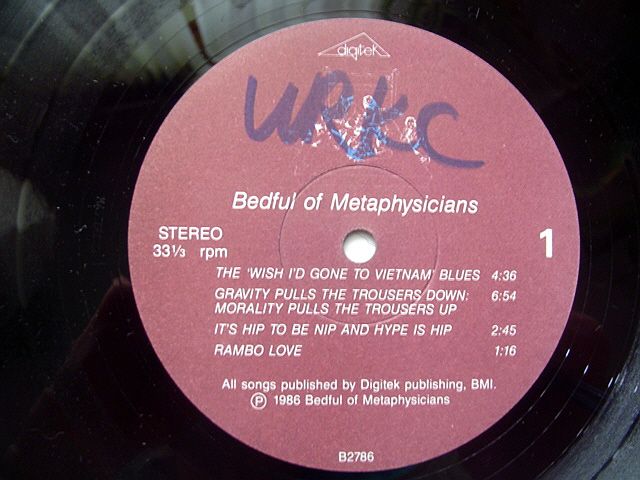 digitek
WRKC
Bedful of Metaphysicians
STEREO
33⅓ rpm
1
THE 'WISH I'D GONE TO VIETNAM' BLUES 4:36
GRAVITY PULLS THE TROUSERS DOWN: 6:54
MORALITY PULLS THE TROUSERS UP
IT'S HIP TO BE NIP AND HYPE IS HIP 2:45
RAMBO LOVE 1:16
All songs published by Digitek publishing, BMI.
Ⓟ 1986 Bedful of Metaphysicians
B2786